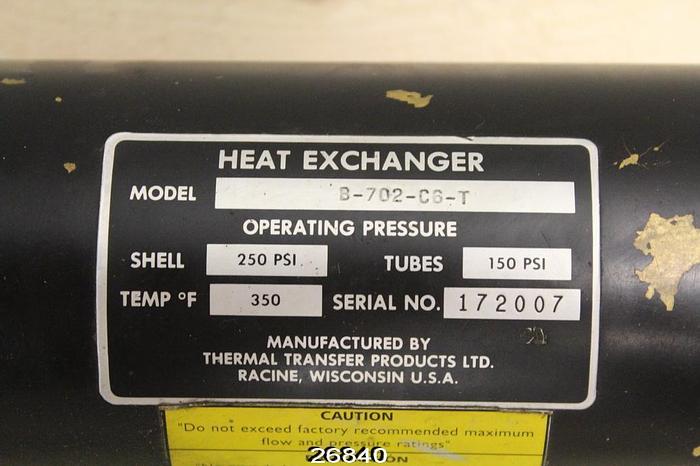 HEAT EXCHANGER
MODEL B-702-C6-T
OPERATING PRESSURE
SHELL 250 PSI. TUBES 150 PSI
TEMP °F 350 SERIAL NO. 172007
MANUFACTURED BY
THERMAL TRANSFER PRODUCTS LTD.
RACINE, WISCONSIN U.S.A.
CAUTION
"Do not exceed factory recommended maximum
flow and pressure ratings"
26840